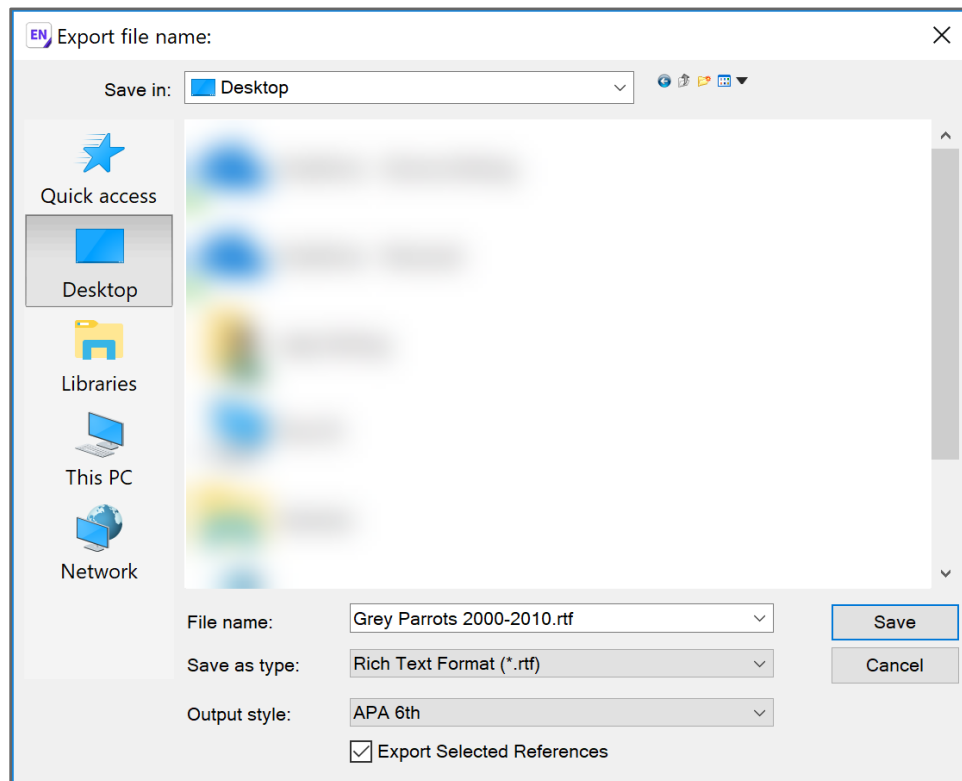 EN Export file name:
Save in: Desktop
Quick access
Desktop
Libraries
This PC
Network
File name: Grey Parrots 2000-2010.rtf Save
Save as type: Rich Text Format (*.rtf) Cancel
Output style: APA 6th
Export Selected References